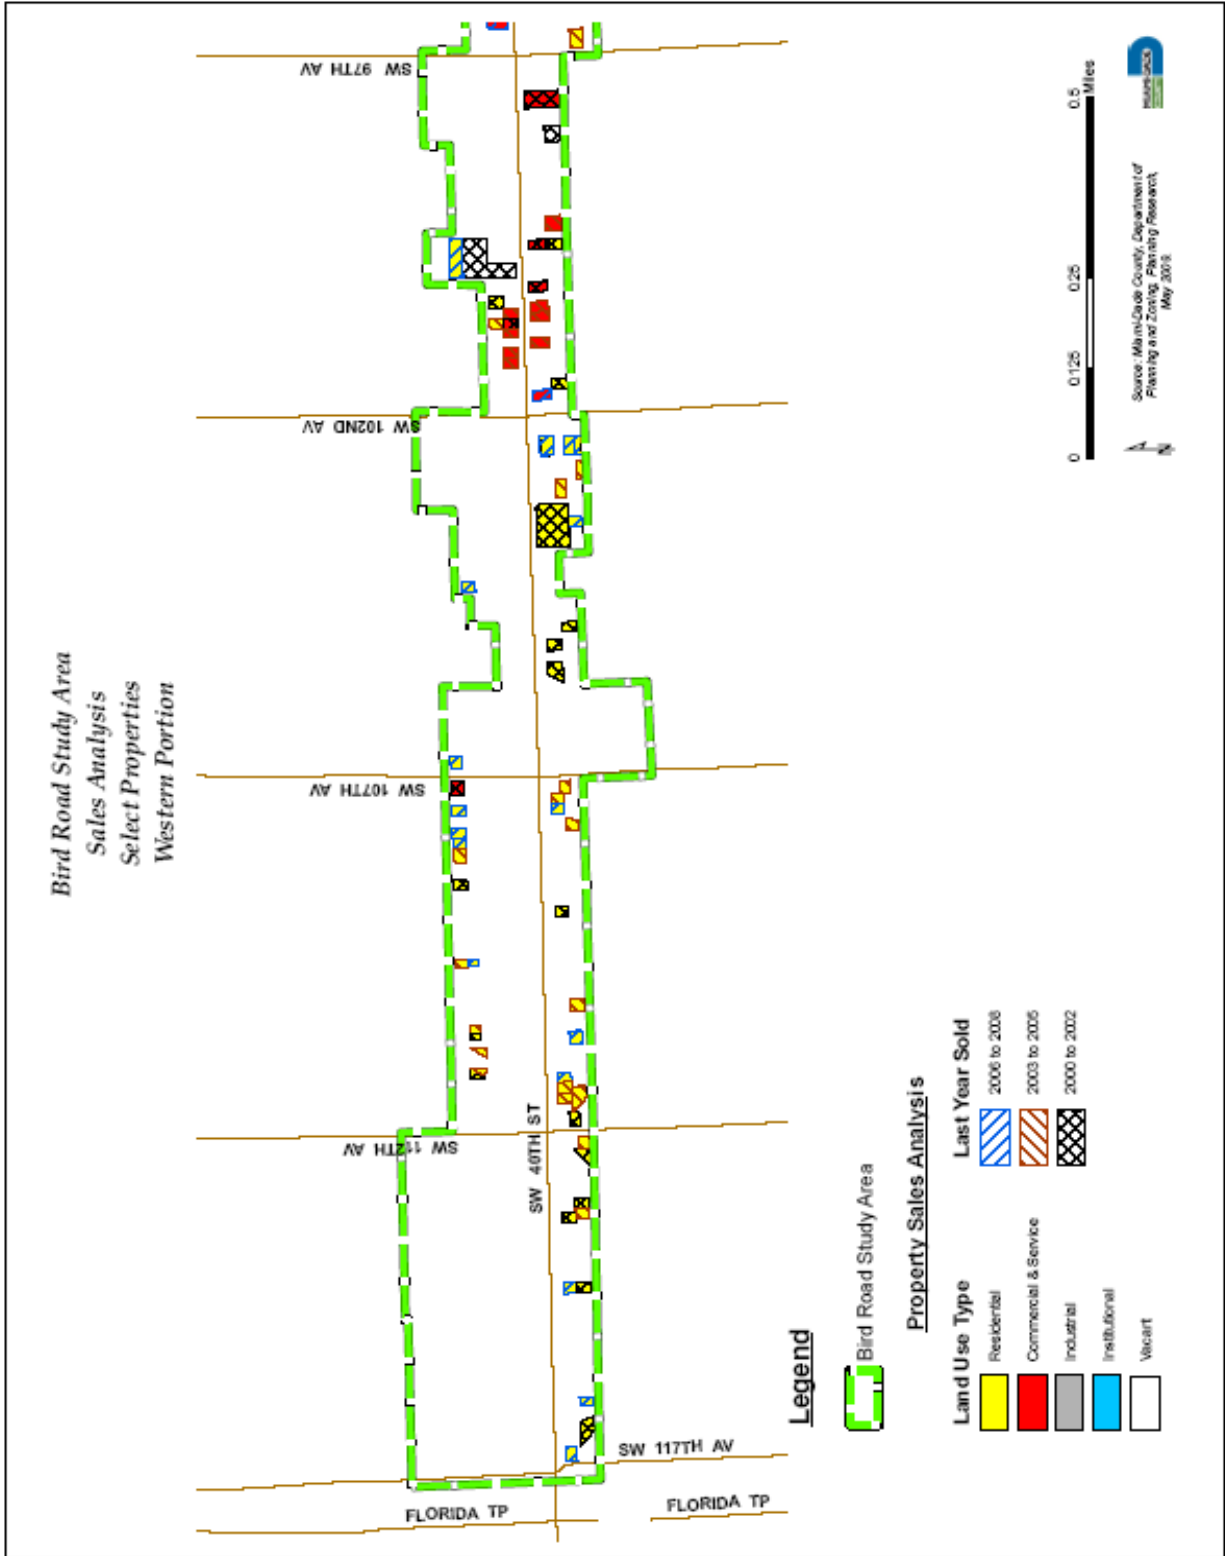 Bird Road Study Area
Sales Analysis
Select Properties
Western Portion
FLORIDA TP
FLORIDA TP
SW 117TH AV
SW 112TH AV
SW 40TH ST
SW 107TH AV
SW 102ND AV
SW 97TH AV
Legend
Bird Road Study Area
Property Sales Analysis
Land Use Type
Residential
Commercial & Service
Industrial
Institutional
Vacant
Last Year Sold
2006 to 2008
2003 to 2005
2000 to 2002
0 0.125 0.25 0.5
Miles
N
Source: Miami-Dade County, Department of
Planning and Zoning, Planning Research,
May 20019.
MIAMI-DADE